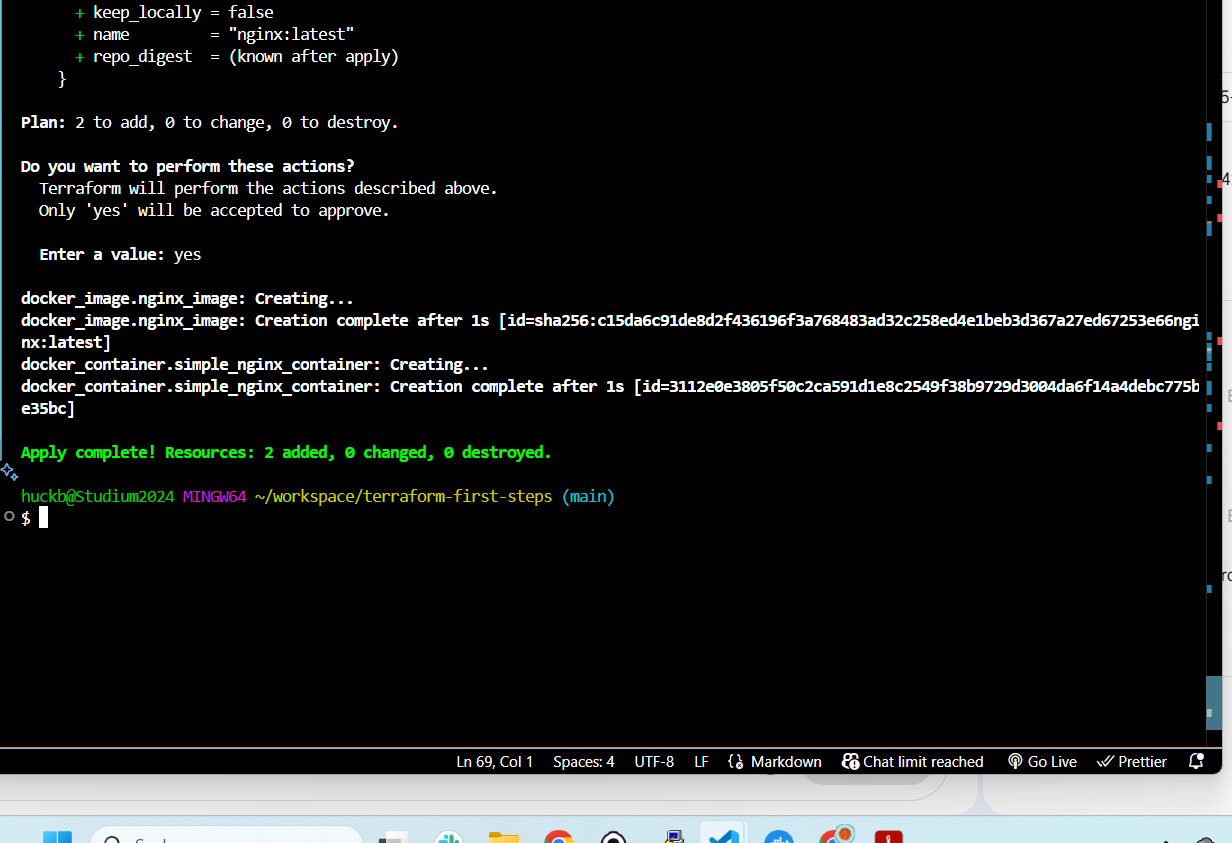 + keep_locally = false
+ name         = "nginx:latest"
+ repo_digest  = (known after apply)
}
Plan: 2 to add, 0 to change, 0 to destroy.
Do you want to perform these actions?
Terraform will perform the actions described above.
Only 'yes' will be accepted to approve.
Enter a value: yes
docker_image.nginx_image: Creating...
docker_image.nginx_image: Creation complete after 1s [id=sha256:c15da6c91de8d2f436196f3a768483ad32c258ed4e1beb3d367a27ed67253e66ngi
nx:latest]
docker_container.simple_nginx_container: Creating...
docker_container.simple_nginx_container: Creation complete after 1s [id=3112e0e3805f50c2ca591d1e8c2549f38b9729d3004da6f14a4debc775b
e35bc]
Apply complete! Resources: 2 added, 0 changed, 0 destroyed.
huckb@Studium2024 MINGW64 ~/workspace/terraform-first-steps (main)
$
Ln 69, Col 1 Spaces: 4 UTF-8 LF Markdown Chat limit reached Go Live Prettier